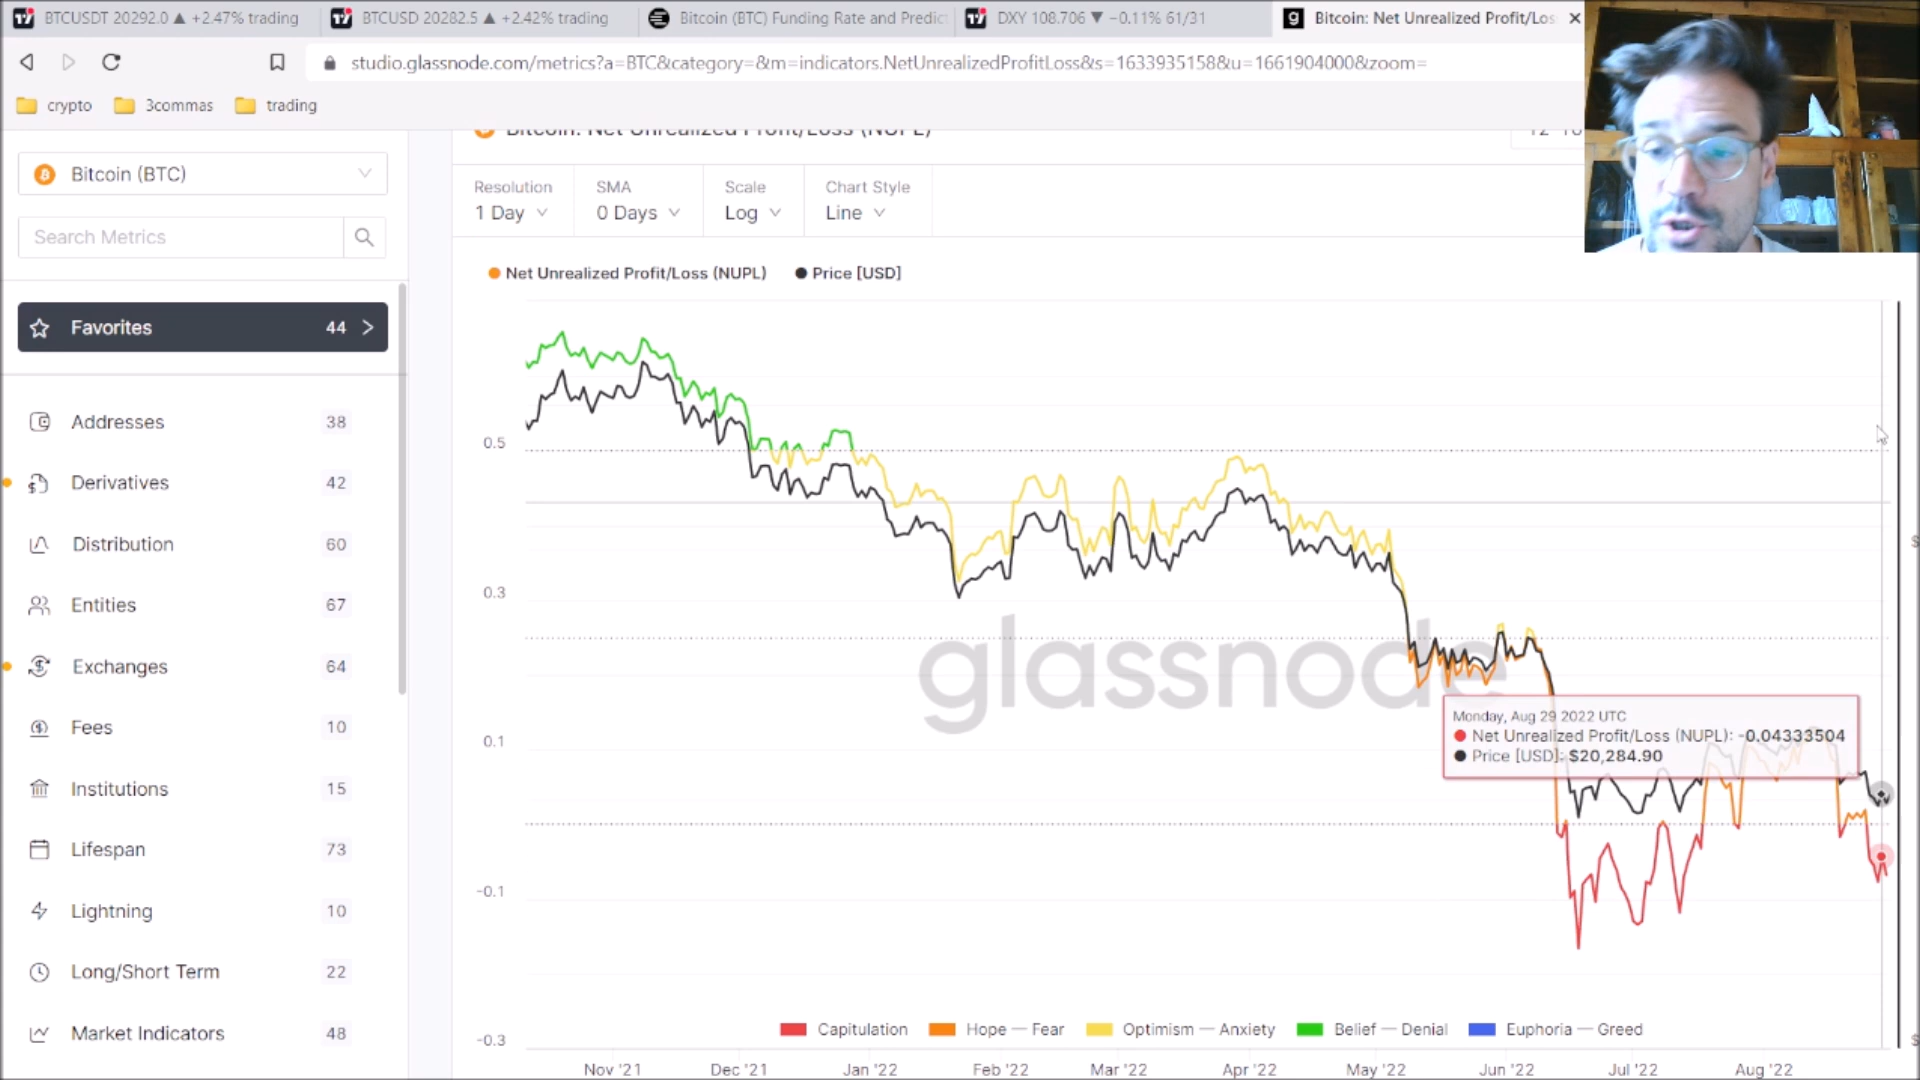 BTCUSDT 20292.0 ▲ +2.47% trading
BTCUSD 20282.5 ▲ +2.42% trading
Bitcoin (BTC) Funding Rate and Predic
DXY 108.706 ▼ −0.11% 61/31
Bitcoin: Net Unrealized Profit/Los
studio.glassnode.com/metrics?a=BTC&category=&m=indicators.NetUnrealizedProfitLoss&s=1633935158&u=1661904000&zoom=
crypto
3commas
trading
Bitcoin: Net Unrealized Profit/Loss (NUPL)
Bitcoin (BTC)
Search Metrics
Favorites 44
Addresses 38
Derivatives 42
Distribution 60
Entities 67
Exchanges 64
Fees 10
Institutions 15
Lifespan 73
Lightning 10
Long/Short Term 22
Market Indicators 48
Resolution
1 Day
SMA
0 Days
Scale
Log
Chart Style
Line
Net Unrealized Profit/Loss (NUPL)
Price [USD]
0.5
0.3
0.1
-0.1
-0.3
glassnode
Monday, Aug 29 2022 UTC
Net Unrealized Profit/Loss (NUPL): -0.04333504
Price [USD]: $20,284.90
Capitulation
Hope — Fear
Optimism — Anxiety
Belief — Denial
Euphoria — Greed
Nov '21
Dec '21
Jan '22
Feb '22
Mar '22
Apr '22
May '22
Jun '22
Jul '22
Aug '22